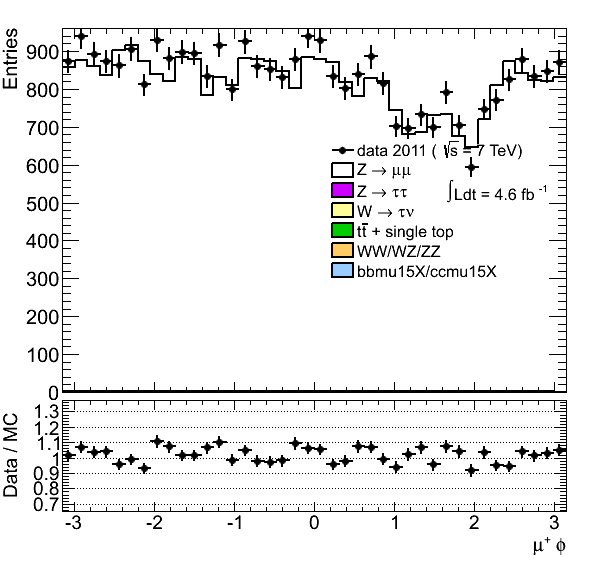 Entries
900
800
700
600
500
400
300
200
100
0
data 2011 ( √s = 7 TeV)
Z → μμ
Z → ττ
∫Ldt = 4.6 fb⁻¹
W → τν
tt̄ + single top
WW/WZ/ZZ
bbmu15X/ccmu15X
Data / MC
1.3
1.2
1.1
1
0.9
0.8
0.7
-3 -2 -1 0 1 2 3
μ⁺ ϕ